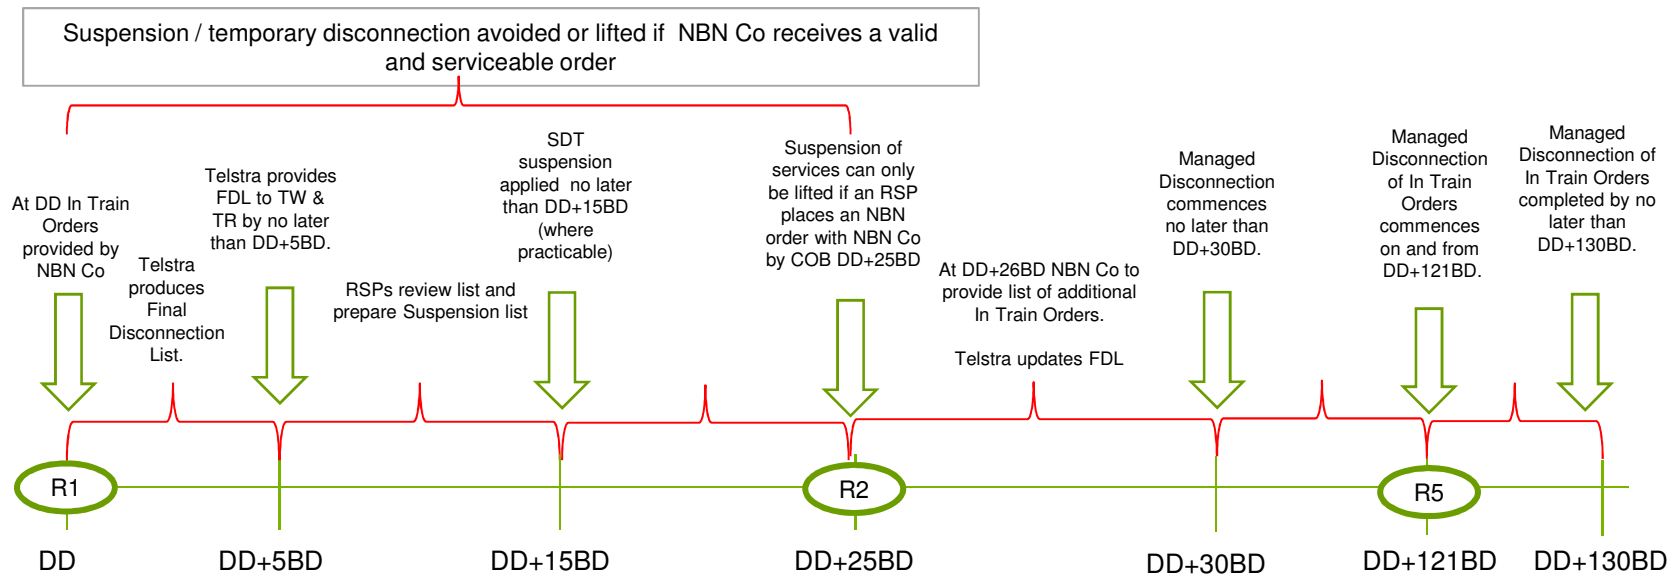 Suspension / temporary disconnection avoided or lifted if NBN Co receives a valid
and serviceable order
At DD In Train
Orders
provided by
NBN Co
Telstra
produces
Final
Disconnection
List.
Telstra provides
FDL to TW &
TR by no later
than DD+5BD.
RSPs review list and
prepare Suspension list
SDT
suspension
applied no later
than DD+15BD
(where
practicable)
Suspension of
services can only
be lifted if an RSP
places an NBN
order with NBN Co
by COB DD+25BD
At DD+26BD NBN Co to
provide list of additional
In Train Orders.
Telstra updates FDL
Managed
Disconnection
commences
no later than
DD+30BD.
Managed
Disconnection
of In Train
Orders
commences
on and from
DD+121BD.
Managed
Disconnection of
In Train Orders
completed by no
later than
DD+130BD.
R1
R2
R5
DD
DD+5BD
DD+15BD
DD+25BD
DD+30BD
DD+121BD
DD+130BD